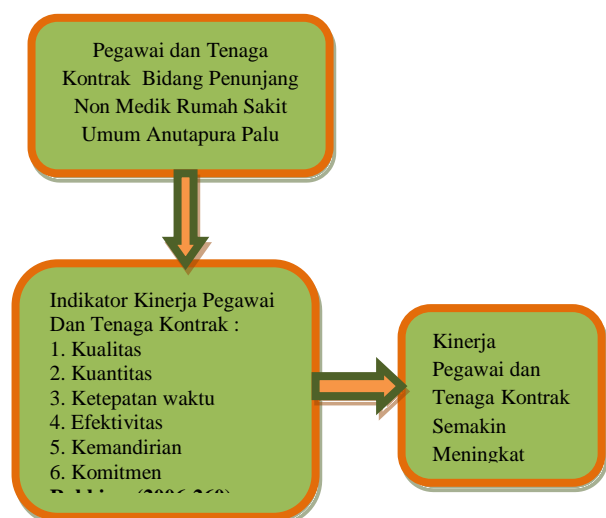 Pegawai dan Tenaga
Kontrak Bidang Penunjang
Non Medik Rumah Sakit
Umum Anutapura Palu
Indikator Kinerja Pegawai
Dan Tenaga Kontrak :
1. Kualitas
2. Kuantitas
3. Ketepatan waktu
4. Efektivitas
5. Kemandirian
6. Komitmen
Kinerja
Pegawai dan
Tenaga Kontrak
Semakin
Meningkat